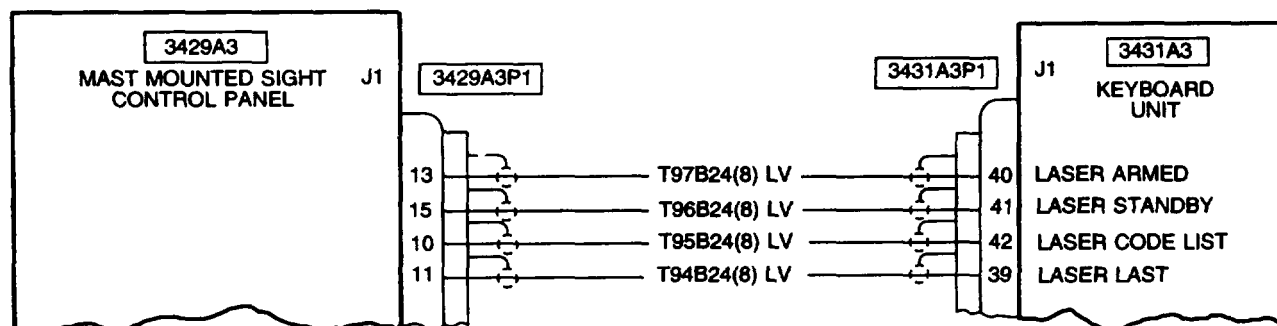 3429A3
MAST MOUNTED SIGHT
CONTROL PANEL
J1
3429A3P1
3431A3P1
J1
3431A3
KEYBOARD
UNIT
13 T97B24(8) LV 40 LASER ARMED
15 T96B24(8) LV 41 LASER STANDBY
10 T95B24(8) LV 42 LASER CODE LIST
11 T94B24(8) LV 39 LASER LAST